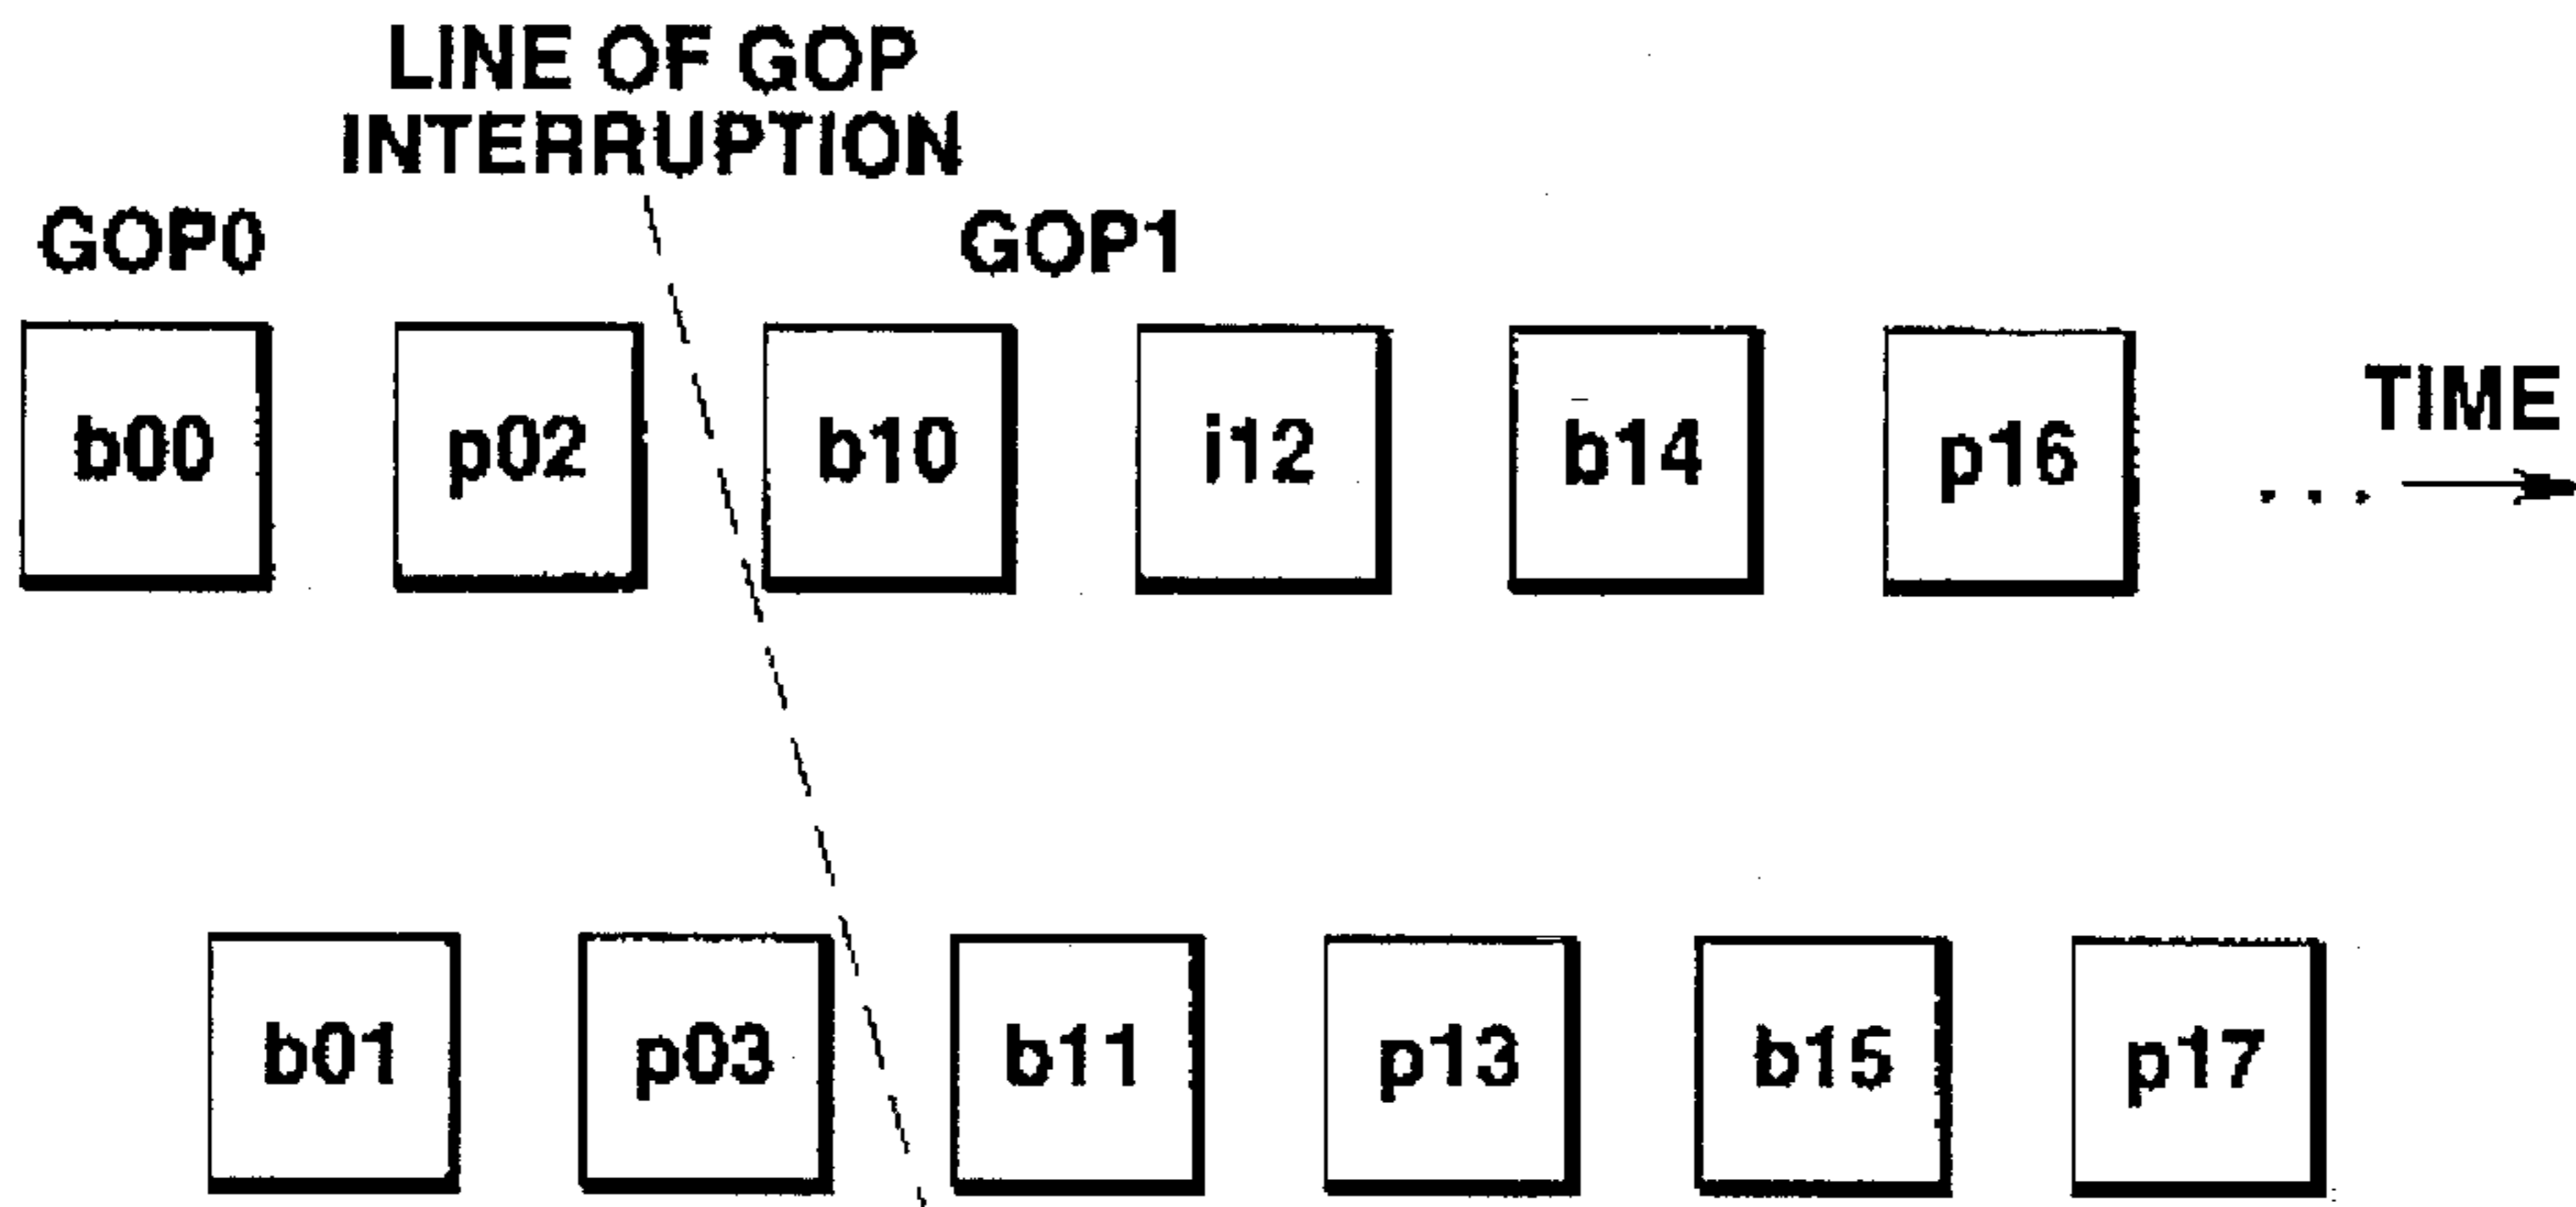 LINE OF GOP
INTERRUPTION
GOP0
GOP1
b00 p02 b10 i12 b14 p16 . . . TIME
b01 p03 b11 p13 b15 p17